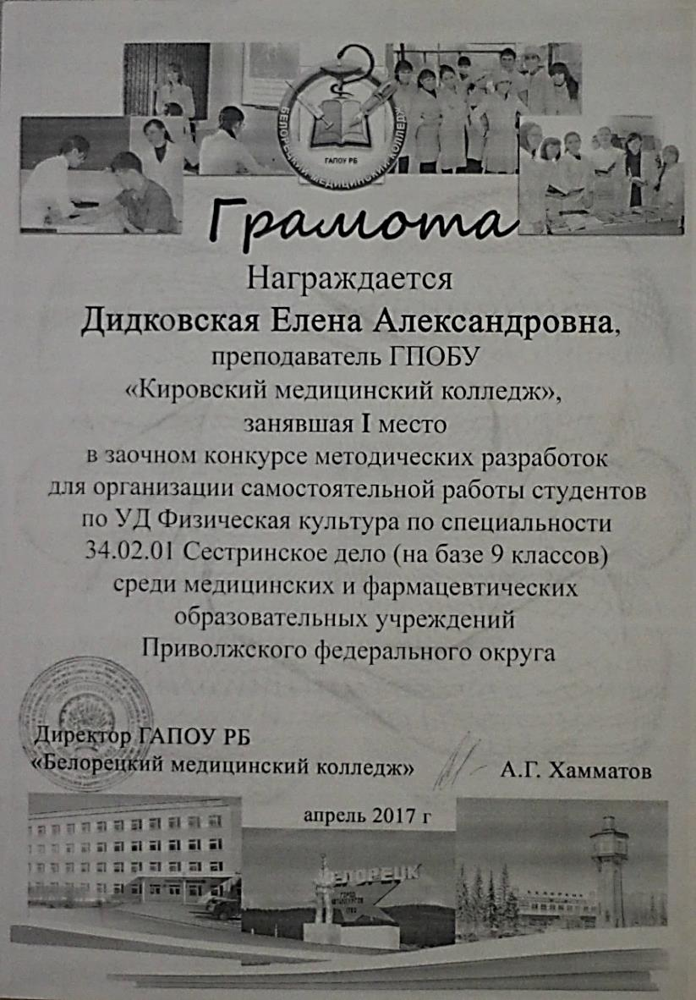 БЕЛОРЕЦКИЙ МЕДИЦИНСКИЙ КОЛЛЕДЖ
ГАПОУ РБ
Грамота
Награждается
Дидковская Елена Александровна,
преподаватель ГПОБУ
«Кировский медицинский колледж»,
занявшая I место
в заочном конкурсе методических разработок
для организации самостоятельной работы студентов
по УД Физическая культура по специальности
34.02.01 Сестринское дело (на базе 9 классов)
среди медицинских и фармацевтических
образовательных учреждений
Приволжского федерального округа
Директор ГАПОУ РБ
«Белорецкий медицинский колледж» А.Г. Хамматов
апрель 2017 г
БЕЛОРЕЦК
ГОРОД
МЕТАЛЛУРГОВ
1762